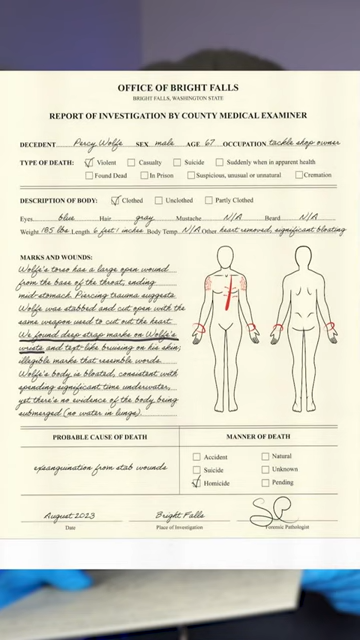 OFFICE OF BRIGHT FALLS
BRIGHT FALLS, WASHINGTON STATE
REPORT OF INVESTIGATION BY COUNTY MEDICAL EXAMINER
DECEDENT Percy Wolfe SEX male AGE 67 OCCUPATION tackle shop owner
TYPE OF DEATH: Violent Casualty Suicide Suddenly when in apparent health
Found Dead In Prison Suspicious, unusual or unnatural Cremation
DESCRIPTION OF BODY: Clothed Unclothed Partly Clothed
Eyes blue Hair gray Mustache N/A Beard N/A
Weight 185 lbs Length 6 feet 1 inches Body Temp. N/A Other heart removed, significant bloating
MARKS AND WOUNDS:
Wolfe's torso has a large open wound
from the base of the throat, ending
mid-stomach. Piercing trauma suggests
Wolfe was stabbed and cut open with the
same weapon used to cut out the heart.
We found deep strap marks on Wolfe's
wrists and text-like bruising on his skin;
illegible marks that resemble words.
Wolfe's body is bloated, consistent with
spending significant time underwater,
yet there's no evidence of the body being
submerged (no water in lungs).
PROBABLE CAUSE OF DEATH
exsanguination from stab wounds
MANNER OF DEATH
Accident Natural
Suicide Unknown
Homicide Pending
August 2023 Bright Falls
Date Place of Investigation Forensic Pathologist